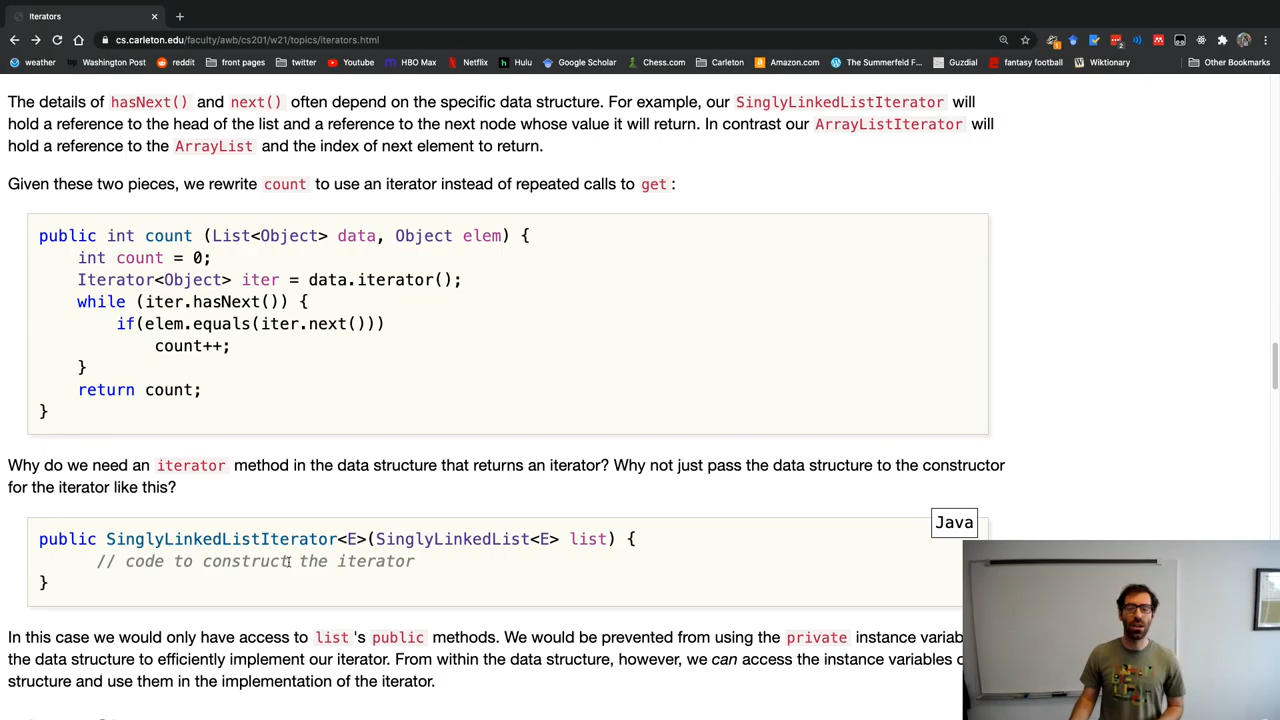 Iterators
cs.carleton.edu/faculty/awb/cs201/w21/topics/iterators.html
weather Washington Post reddit front pages twitter Youtube HBO Max Netflix Hulu Google Scholar Chess.com Carleton Amazon.com The Summerfeld F... Guzdial fantasy football Wiktionary Other Bookmarks
The details of hasNext() and next() often depend on the specific data structure. For example, our SinglyLinkedListIterator will
hold a reference to the head of the list and a reference to the next node whose value it will return. In contrast our ArrayListIterator will
hold a reference to the ArrayList and the index of next element to return.
Given these two pieces, we rewrite count to use an iterator instead of repeated calls to get:
public int count (List<Object> data, Object elem) {
int count = 0;
Iterator<Object> iter = data.iterator();
while (iter.hasNext()) {
if(elem.equals(iter.next()))
count++;
}
return count;
}
Why do we need an iterator method in the data structure that returns an iterator? Why not just pass the data structure to the constructor
for the iterator like this?
Java
public SinglyLinkedListIterator<E>(SinglyLinkedList<E> list) {
// code to construct the iterator
}
In this case we would only have access to list's public methods. We would be prevented from using the private instance variab
the data structure to efficiently implement our iterator. From within the data structure, however, we can access the instance variables
structure and use them in the implementation of the iterator.